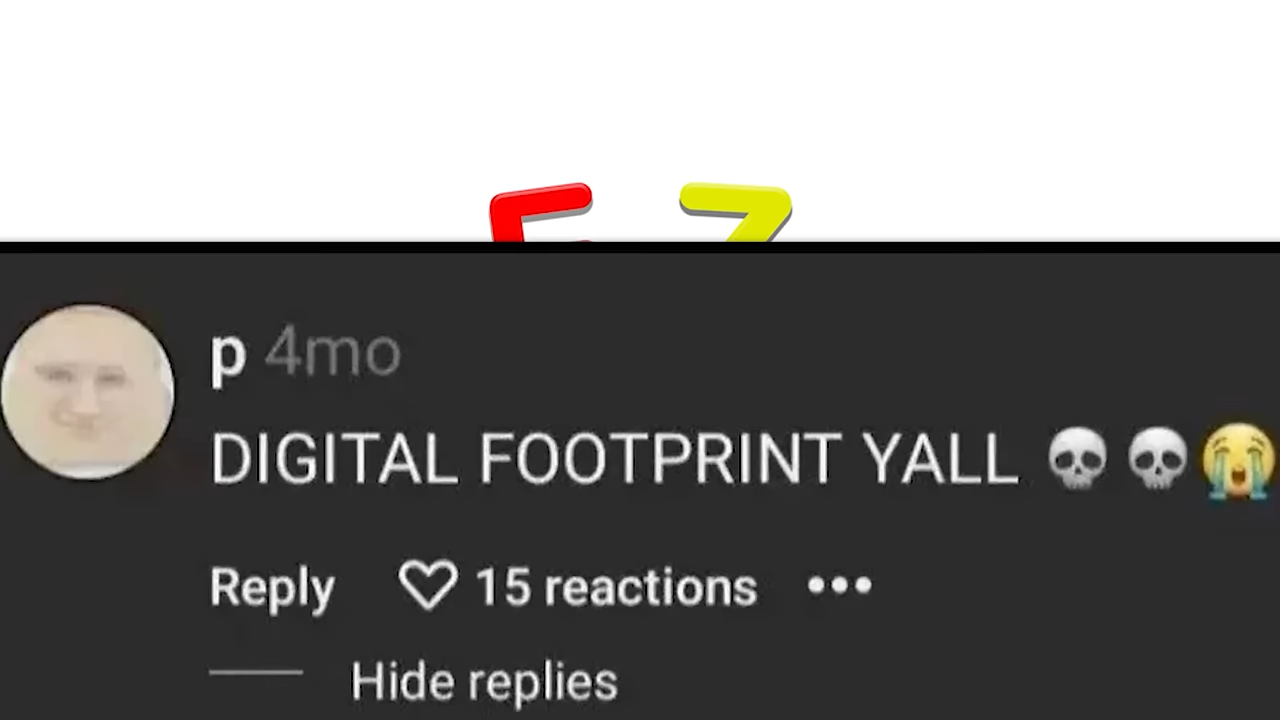 p 4mo
DIGITAL FOOTPRINT YALL 💀💀😭
Reply 15 reactions •••
Hide replies